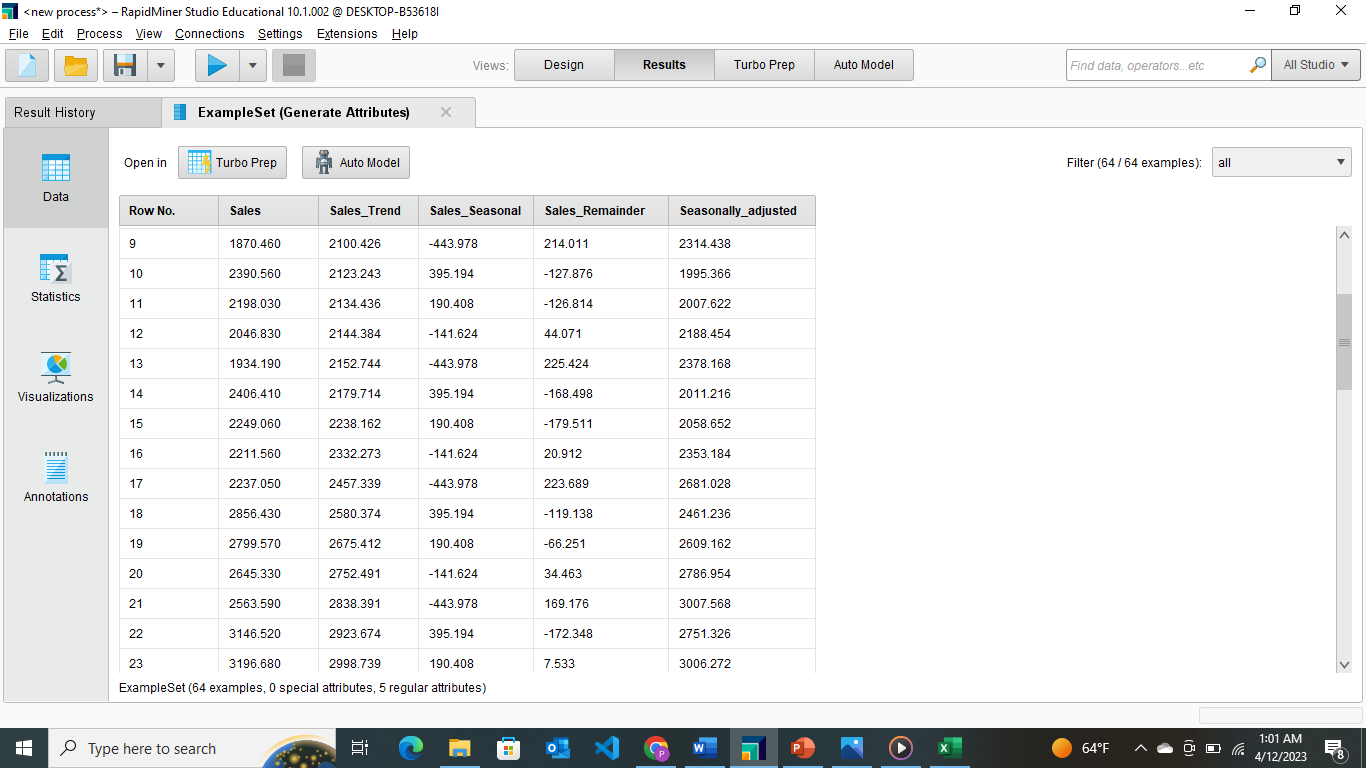 <new process*> – RapidMiner Studio Educational 10.1.002 @ DESKTOP-B53618I
File Edit Process View Connections Settings Extensions Help
Views: Design Results Turbo Prep Auto Model Find data, operators...etc All Studio
Result History ExampleSet (Generate Attributes)
Data
Statistics
Visualizations
Annotations
Open in Turbo Prep Auto Model Filter (64 / 64 examples): all
Row No. Sales Sales_Trend Sales_Seasonal Sales_Remainder Seasonally_adjusted
9 1870.460 2100.426 -443.978 214.011 2314.438
10 2390.560 2123.243 395.194 -127.876 1995.366
11 2198.030 2134.436 190.408 -126.814 2007.622
12 2046.830 2144.384 -141.624 44.071 2188.454
13 1934.190 2152.744 -443.978 225.424 2378.168
14 2406.410 2179.714 395.194 -168.498 2011.216
15 2249.060 2238.162 190.408 -179.511 2058.652
16 2211.560 2332.273 -141.624 20.912 2353.184
17 2237.050 2457.339 -443.978 223.689 2681.028
18 2856.430 2580.374 395.194 -119.138 2461.236
19 2799.570 2675.412 190.408 -66.251 2609.162
20 2645.330 2752.491 -141.624 34.463 2786.954
21 2563.590 2838.391 -443.978 169.176 3007.568
22 3146.520 2923.674 395.194 -172.348 2751.326
23 3196.680 2998.739 190.408 7.533 3006.272
ExampleSet (64 examples, 0 special attributes, 5 regular attributes)
Type here to search 64°F 1:01 AM
4/12/2023 8